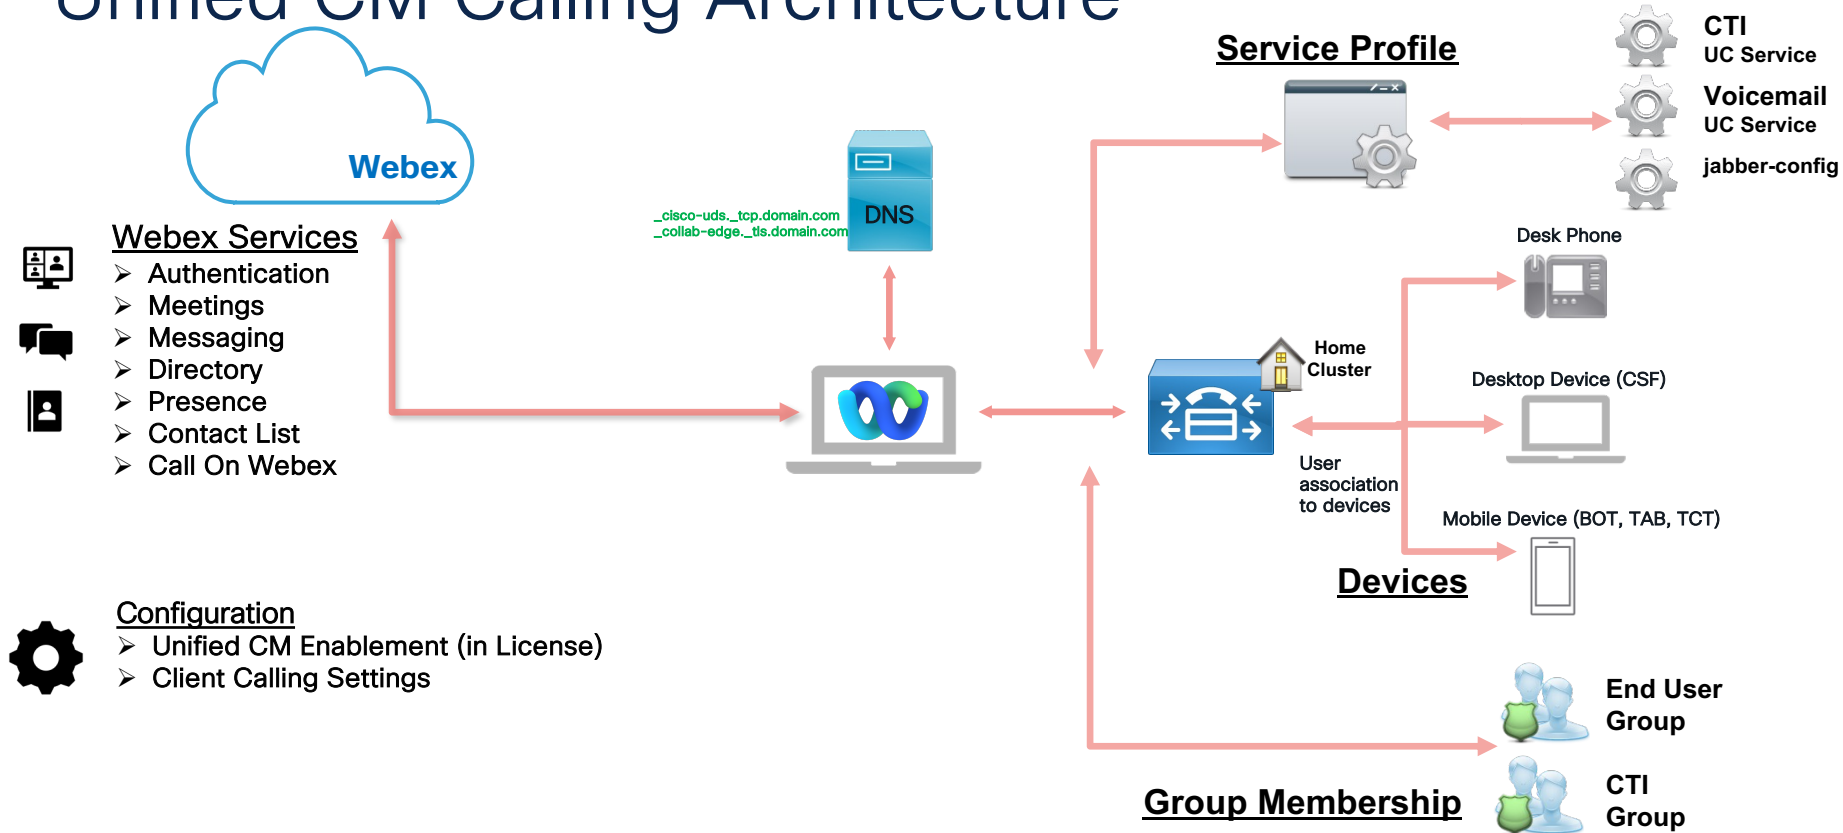 Unified CM Calling Architecture
Webex
Webex Services
➢ Authentication
➢ Meetings
➢ Messaging
➢ Directory
➢ Presence
➢ Contact List
➢ Call On Webex
Configuration
➢ Unified CM Enablement (in License)
➢ Client Calling Settings
_cisco-uds._tcp.domain.com
_collab-edge._tls.domain.com
DNS
Service Profile
CTI
UC Service
Voicemail
UC Service
jabber-config
Home
Cluster
User
association
to devices
Desk Phone
Desktop Device (CSF)
Mobile Device (BOT, TAB, TCT)
Devices
End User
Group
CTI
Group
Group Membership